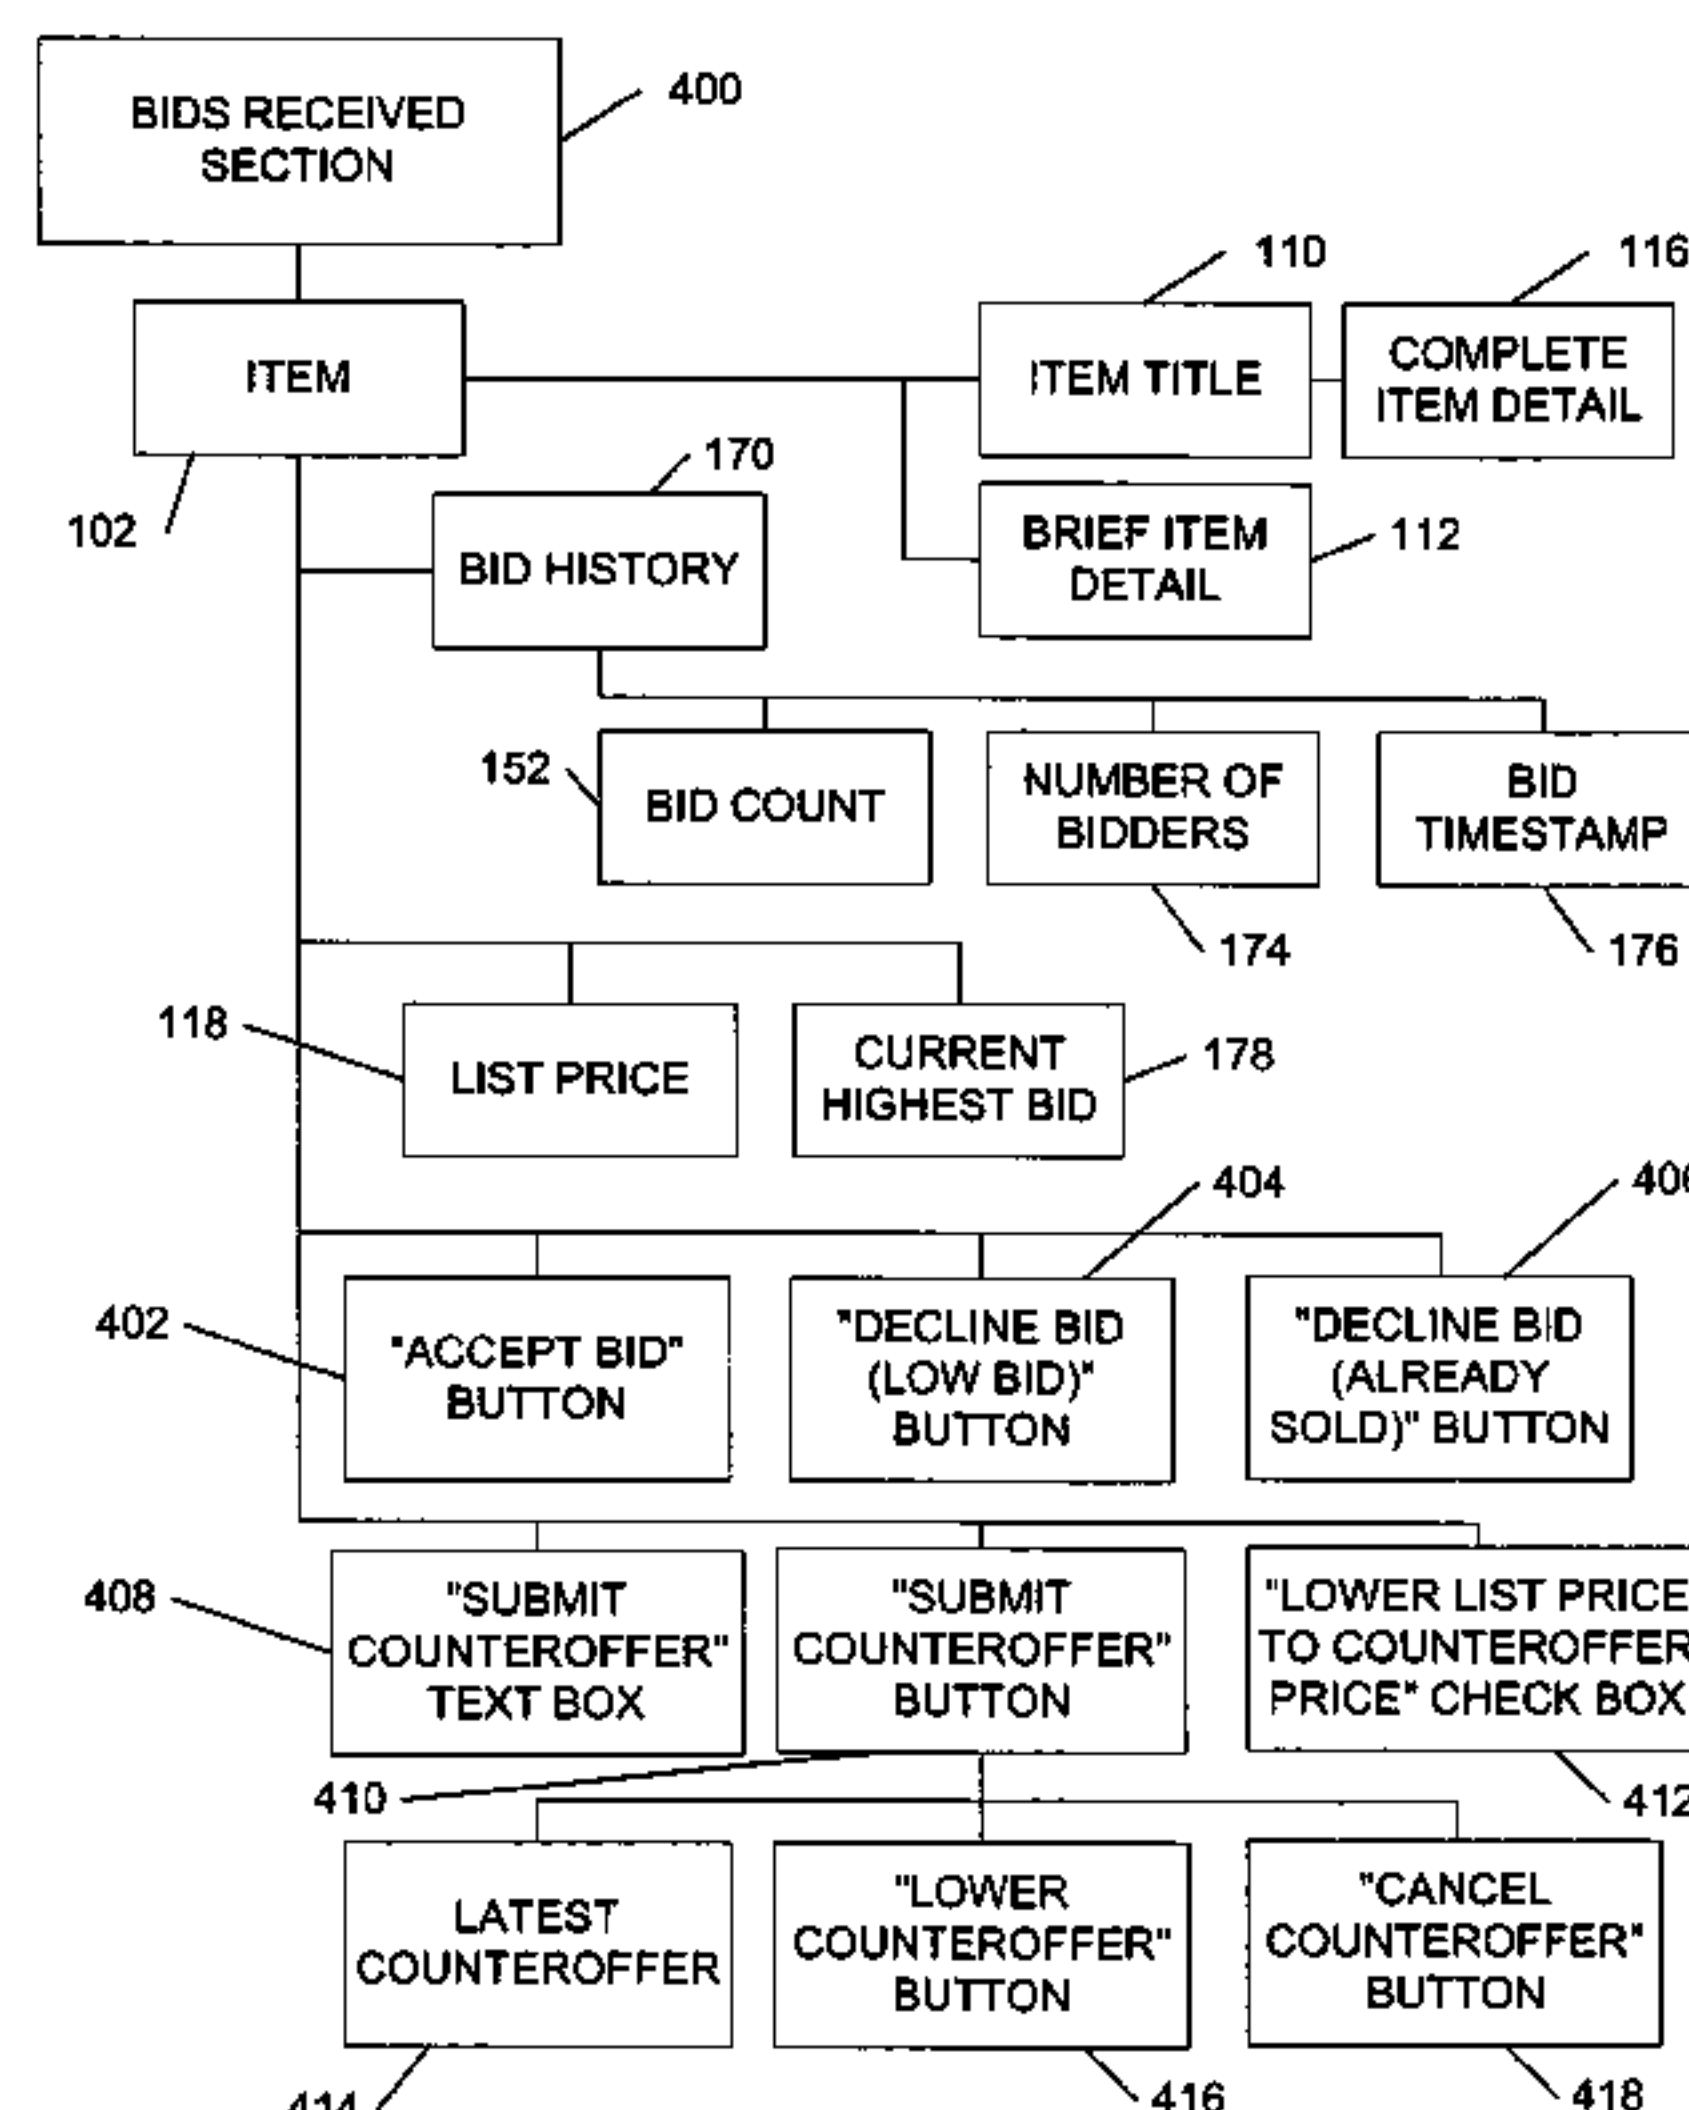 BIDS RECEIVED
SECTION
400
110
116
ITEM
ITEM TITLE
COMPLETE
ITEM DETAIL
102
170
BID HISTORY
BRIEF ITEM
DETAIL
112
152
BID COUNT
NUMBER OF
BIDDERS
BID
TIMESTAMP
174
176
118
LIST PRICE
CURRENT
HIGHEST BID
178
404
406
402
"ACCEPT BID"
BUTTON
"DECLINE BID
(LOW BID)"
BUTTON
"DECLINE BID
(ALREADY
SOLD)" BUTTON
408
"SUBMIT
COUNTEROFFER"
TEXT BOX
"SUBMIT
COUNTEROFFER"
BUTTON
"LOWER LIST PRICE
TO COUNTEROFFER
PRICE" CHECK BOX
410
412
LATEST
COUNTEROFFER
"LOWER
COUNTEROFFER"
BUTTON
"CANCEL
COUNTEROFFER"
BUTTON
414
416
418